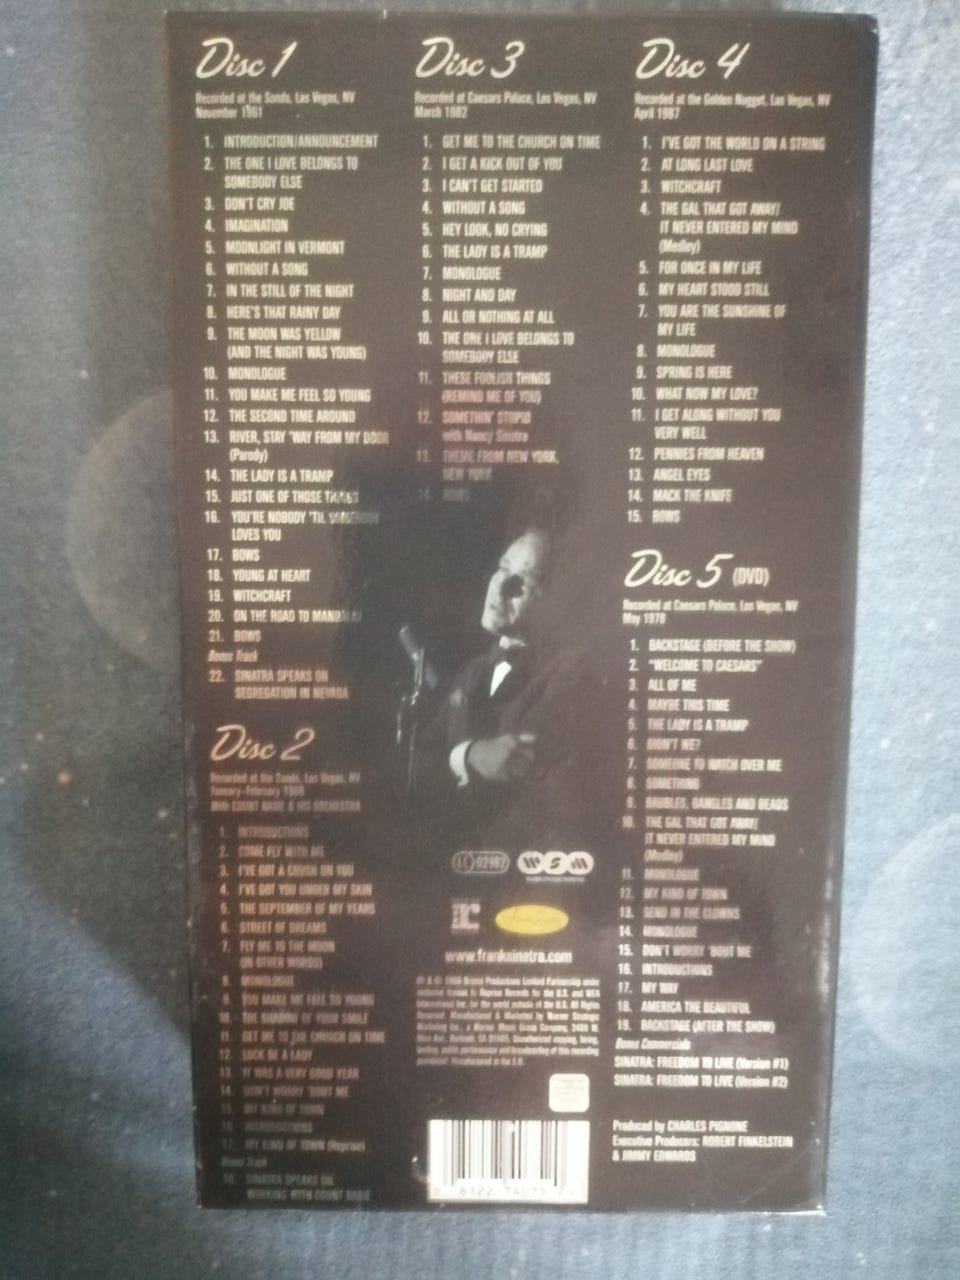 Disc 1
Recorded at the Sands, Las Vegas, NV
November 1961
1. INTRODUCTION/ANNOUNCEMENT
2. THE ONE I LOVE BELONGS TO
SOMEBODY ELSE
3. DON'T CRY JOE
4. IMAGINATION
5. MOONLIGHT IN VERMONT
6. WITHOUT A SONG
7. IN THE STILL OF THE NIGHT
8. HERE'S THAT RAINY DAY
9. THE MOON WAS YELLOW
(AND THE NIGHT WAS YOUNG)
10. MONOLOGUE
11. YOU MAKE ME FEEL SO YOUNG
12. THE SECOND TIME AROUND
13. RIVER, STAY 'WAY FROM MY DOOR
(Parody)
14. THE LADY IS A TRAMP
15. JUST ONE OF THOSE THINGS
16. YOU'RE NOBODY 'TIL SOMEBODY
LOVES YOU
17. BOWS
18. YOUNG AT HEART
19. WITCHCRAFT
20. ON THE ROAD TO MANDALAY
21. BOWS
Bonus Track
22. SINATRA SPEAKS ON
SEGREGATION IN NEVADA
Disc 2
Recorded at the Sands, Las Vegas, NV
January-February 1966
With COUNT BASIE & HIS ORCHESTRA
1. INTRODUCTIONS
2. COME FLY WITH ME
3. I'VE GOT A CRUSH ON YOU
4. I'VE GOT YOU UNDER MY SKIN
5. THE SEPTEMBER OF MY YEARS
6. STREET OF DREAMS
7. FLY ME TO THE MOON
(IN OTHER WORDS)
8. MONOLOGUE
9. YOU MAKE ME FEEL SO YOUNG
10. THE SHADOW OF YOUR SMILE
11. GET ME TO THE CHURCH ON TIME
12. LUCK BE A LADY
13. IT WAS A VERY GOOD YEAR
14. DON'T WORRY 'BOUT ME
15. MY KIND OF TOWN
16. INTRODUCTIONS
17. MY KIND OF TOWN (Reprise)
Bonus Track
18. SINATRA SPEAKS ON
WORKING WITH COUNT BASIE
Disc 3
Recorded at Caesars Palace, Las Vegas, NV
March 1982
1. GET ME TO THE CHURCH ON TIME
2. I GET A KICK OUT OF YOU
3. I CAN'T GET STARTED
4. WITHOUT A SONG
5. HEY LOOK, NO CRYING
6. THE LADY IS A TRAMP
7. MONOLOGUE
8. NIGHT AND DAY
9. ALL OR NOTHING AT ALL
10. THE ONE I LOVE BELONGS TO
SOMEBODY ELSE
11. THESE FOOLISH THINGS
(REMIND ME OF YOU)
12. SOMETHIN' STUPID
with Nancy Sinatra
13. THEME FROM NEW YORK,
NEW YORK
14. BOWS
LC 02982
WSM
www.franksinatra.com
Disc 4
Recorded at the Golden Nugget, Las Vegas, NV
April 1987
1. I'VE GOT THE WORLD ON A STRING
2. AT LONG LAST LOVE
3. WITCHCRAFT
4. THE GAL THAT GOT AWAY/
IT NEVER ENTERED MY MIND
(Medley)
5. FOR ONCE IN MY LIFE
6. MY HEART STOOD STILL
7. YOU ARE THE SUNSHINE OF
MY LIFE
8. MONOLOGUE
9. SPRING IS HERE
10. WHAT NOW MY LOVE?
11. I GET ALONG WITHOUT YOU
VERY WELL
12. PENNIES FROM HEAVEN
13. ANGEL EYES
14. MACK THE KNIFE
15. BOWS
Disc 5 (DVD)
Recorded at Caesars Palace, Las Vegas, NV
May 1978
1. BACKSTAGE (BEFORE THE SHOW)
2. "WELCOME TO CAESARS"
3. ALL OF ME
4. MAYBE THIS TIME
5. THE LADY IS A TRAMP
6. DIDN'T WE?
7. SOMEONE TO WATCH OVER ME
8. SOMETHING
9. BAUBLES, BANGLES AND BEADS
10. THE GAL THAT GOT AWAY/
IT NEVER ENTERED MY MIND
(Medley)
11. MONOLOGUE
12. MY KIND OF TOWN
13. SEND IN THE CLOWNS
14. MONOLOGUE
15. DON'T WORRY 'BOUT ME
16. INTRODUCTIONS
17. MY WAY
18. AMERICA THE BEAUTIFUL
19. BACKSTAGE (AFTER THE SHOW)
Bonus Commercials
SINATRA: FREEDOM TO LIVE (Version #1)
SINATRA: FREEDOM TO LIVE (Version #2)
Produced by CHARLES PIGNONE
Executive Producers: ROBERT FINKELSTEIN
& JIMMY EDWARDS